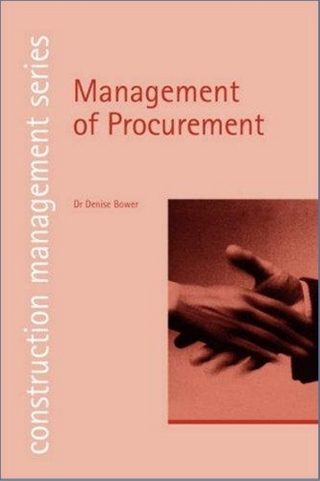 construction management series
Management
of Procurement
Dr Denise Bower